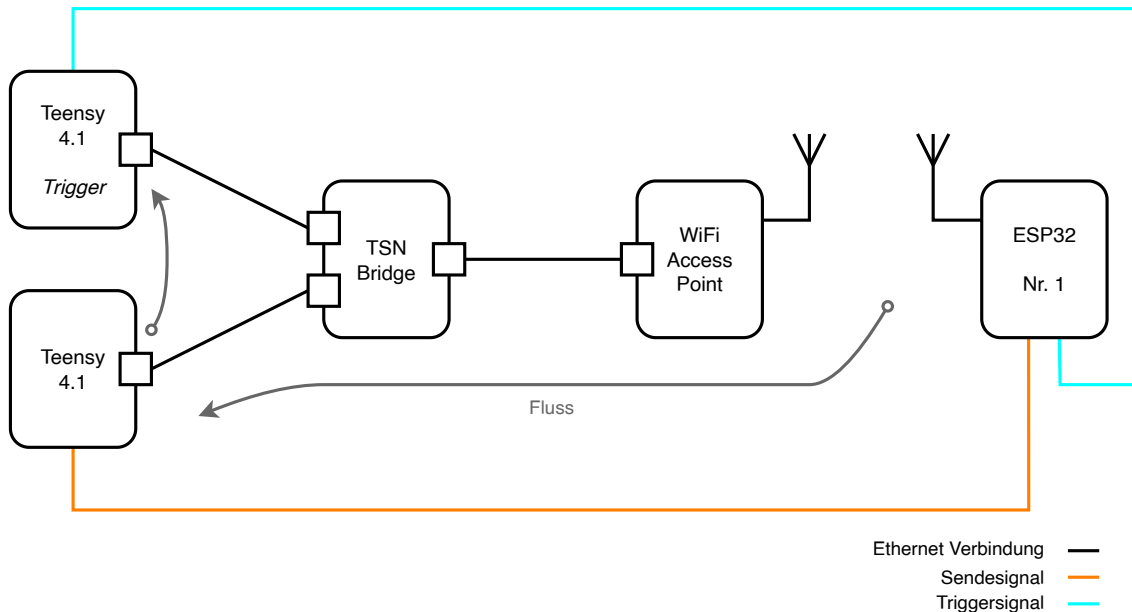 Teensy
4.1
Trigger
TSN
Bridge
WiFi
Access
Point
ESP32
Nr. 1
Teensy
4.1
Fluss
Ethernet Verbindung
Sendesignal
Triggersignal